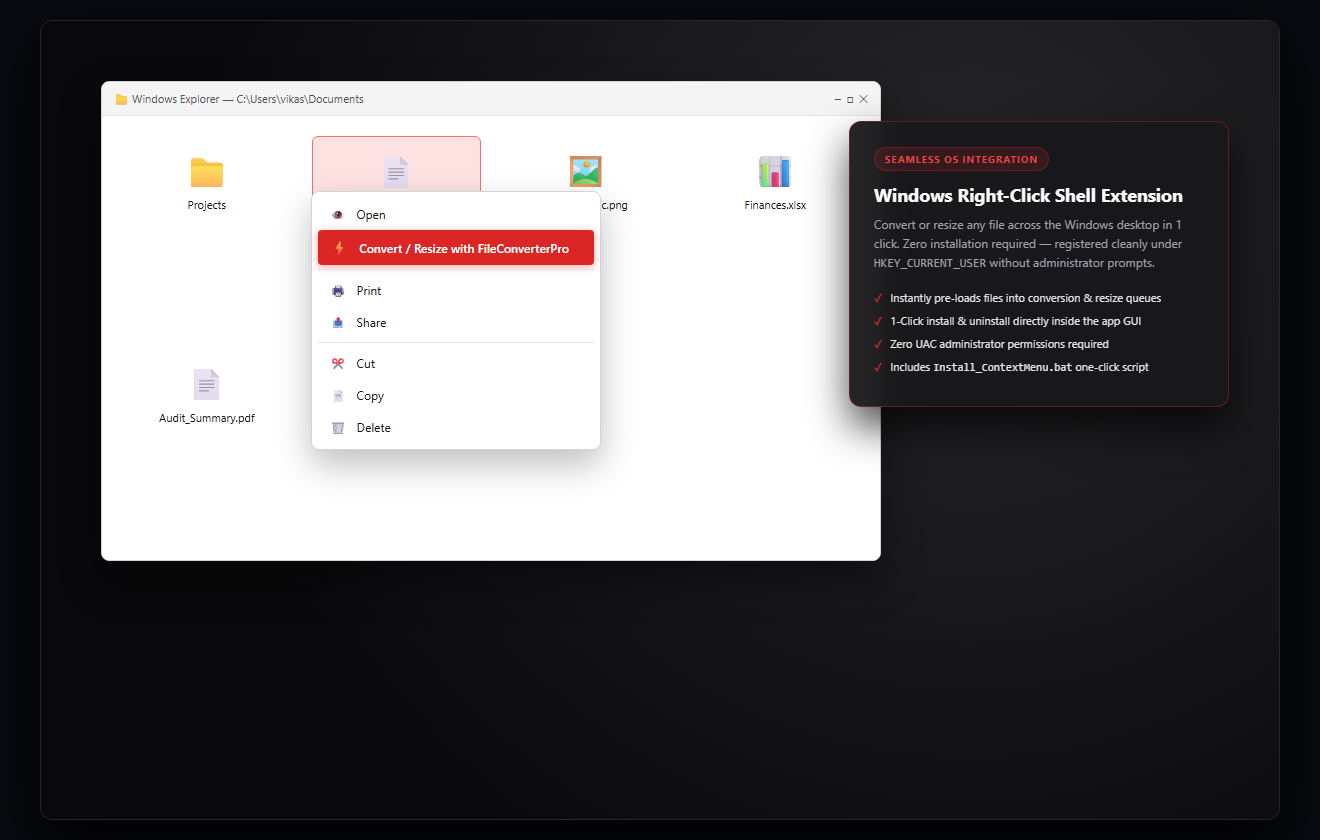 Windows Explorer — C:\Users\vikas\Documents
Projects
c.png
Finances.xlsx
Audit_Summary.pdf
Open
Convert / Resize with FileConverterPro
Print
Share
Cut
Copy
Delete
SEAMLESS OS INTEGRATION
Windows Right-Click Shell Extension
Convert or resize any file across the Windows desktop in 1
click. Zero installation required — registered cleanly under
HKEY_CURRENT_USER without administrator prompts.
✓ Instantly pre-loads files into conversion & resize queues
✓ 1-Click install & uninstall directly inside the app GUI
✓ Zero UAC administrator permissions required
✓ Includes Install_ContextMenu.bat one-click script